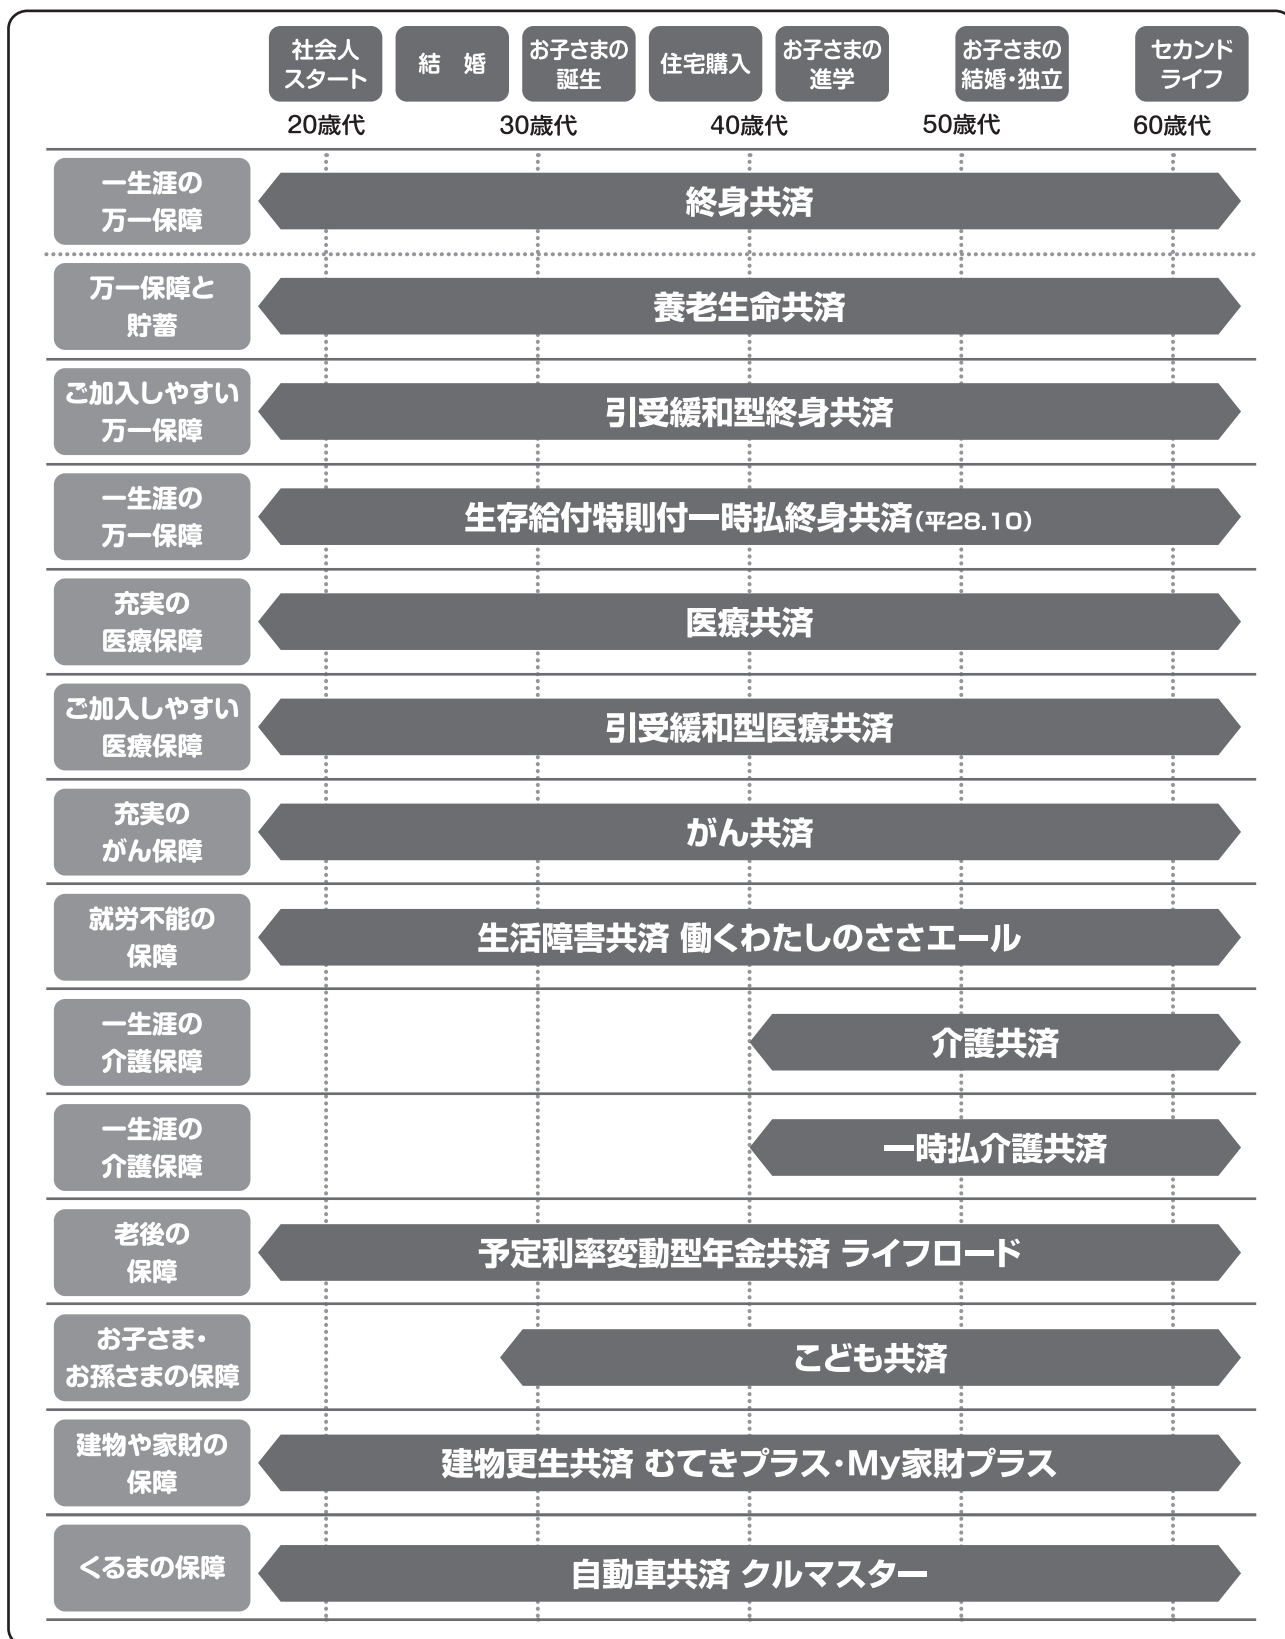 社会人
スタート
結　婚
お子さまの
誕生
住宅購入
お子さまの
進学
お子さまの
結婚・独立
セカンド
ライフ
20歳代
30歳代
40歳代
50歳代
60歳代
一生涯の
万一保障
終身共済
万一保障と
貯蓄
養老生命共済
ご加入しやすい
万一保障
引受緩和型終身共済
一生涯の
万一保障
生存給付特則付一時払終身共済(平28.10)
充実の
医療保障
医療共済
ご加入しやすい
医療保障
引受緩和型医療共済
充実の
がん保障
がん共済
就労不能の
保障
生活障害共済 働くわたしのささエール
一生涯の
介護保障
介護共済
一生涯の
介護保障
一時払介護共済
老後の
保障
予定利率変動型年金共済 ライフロード
お子さま・
お孫さまの保障
こども共済
建物や家財の
保障
建物更生共済 むてきプラス・My家財プラス
くるまの保障
自動車共済 クルマスター